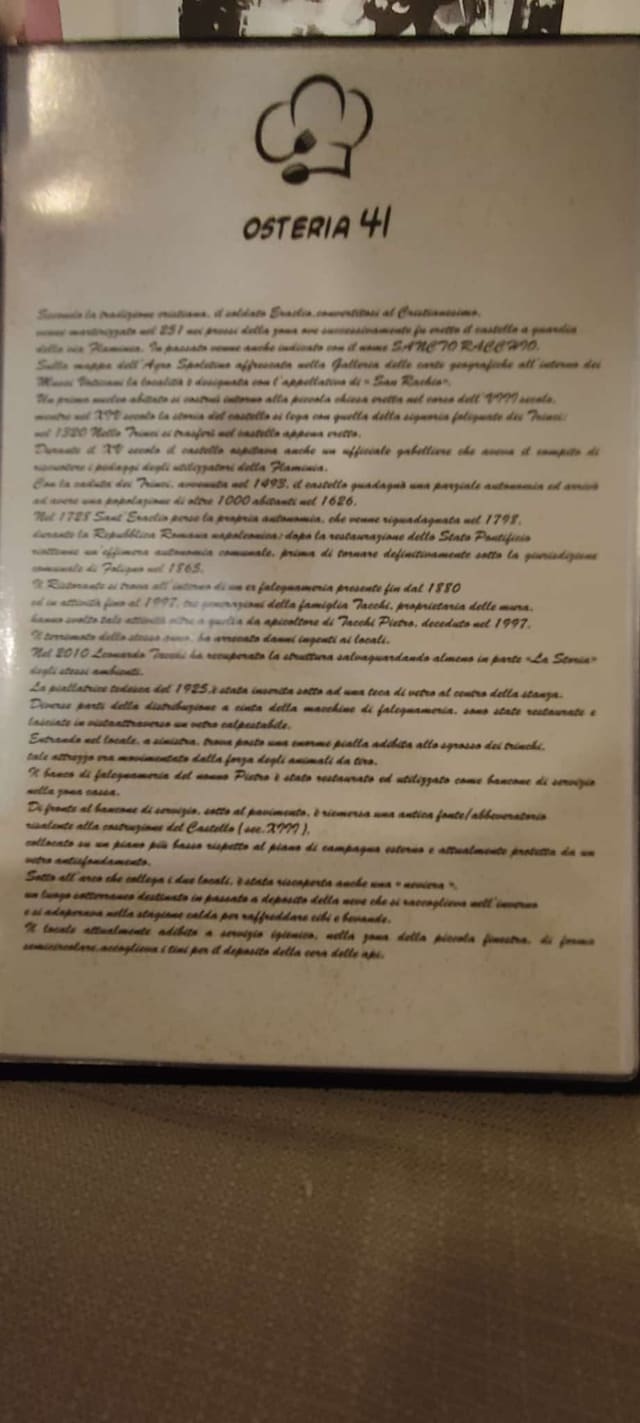 OSTERIA 41
Secondo la tradizione cristiana, il soldato Eraclio, convertitosi al Cristianesimo,
venne martirizzato nel 251 nei pressi della zona ove successivamente fu eretto il castello a guardia
della via Flaminia. In passato venne anche indicato con il nome SANCTO RACCHIO.
Sulla mappa dell'Agro Spoletino affrescata nella Galleria delle carte geografiche all'interno dei
Musei Vaticani la località è designata con l'appellativo di « San Rachio».
Un primo nucleo abitato si costruì intorno alla piccola chiesa eretta nel corso dell'VIII secolo,
mentre nel XIV secolo la storia del castello si lega con quella della signoria folignate dei Trinci:
nel 1320 Nello Trinci si trasferì nel castello appena eretto.
Durante il XV secolo il castello ospitava anche un ufficiale gabelliere che aveva il compito di
riscuotere i pedaggi degli utilizzatori della Flaminia.
Con la caduta dei Trinci, avvenuta nel 1493, il castello guadagnò una parziale autonomia ed arrivò
ad avere una popolazione di oltre 1000 abitanti nel 1626.
Nel 1728 Sant'Eraclio perse la propria autonomia, che venne riguadagnata nel 1798,
durante la Repubblica Romana napoleonica; dopo la restaurazione dello Stato Pontificio
riottenne un'effimera autonomia comunale, prima di tornare definitivamente sotto la giurisdizione
comunale di Foligno nel 1865.
Il Ristorante si trova all'interno di un ex falegnameria presente fin dal 1880
ed in attività fino al 1997, tre generazioni della famiglia Tacchi, proprietaria delle mura,
hanno svolto tale attività oltre a quella da apicoltore di Tacchi Pietro, deceduto nel 1997.
Il terremoto dello stesso anno, ha arrecato danni ingenti ai locali.
Nel 2010 Leonardo Tacchi ha recuperato la struttura salvaguardando almeno in parte «La Storia»
degli stessi ambienti.
La piallatrice tedesca del 1925,è stata inserita sotto ad una teca di vetro al centro della stanza.
Diverse parti della distribuzione a cinta della macchine di falegnameria, sono state restaurate e
lasciate in vistaattraverso un vetro calpestabile.
Entrando nel locale, a sinistra, trova posto una enorme pialla adibita allo sgrosso dei trinchi,
tale attrezzo era movimentato dalla forza degli animali da tiro.
Il banco di falegnameria del nonno Pietro è stato restaurato ed utilizzato come bancone di servizio
nella zona cassa.
Di fronte al bancone di servizio, sotto al pavimento, è riemersa una antica fonte/abbeveratorio
risalente alla costruzione del Castello ( sec.XIII ),
collocato su un piano più basso rispetto al piano di campagna esterno e attualmente protetta da un
vetro antisfondamento.
Sotto all'arco che collega i due locali, è stata riscoperta anche una « neviera »,
un luogo sotterraneo destinato in passato a deposito della neve che si raccoglieva nell'inverno
e si adoperava nella stagione calda per raffreddare cibi e bevande.
Il locale attualmente adibito a servizio igienico, nella zona della piccola finestra, di forma
semicircolare,accoglieva i tini per il deposito della cera delle api.